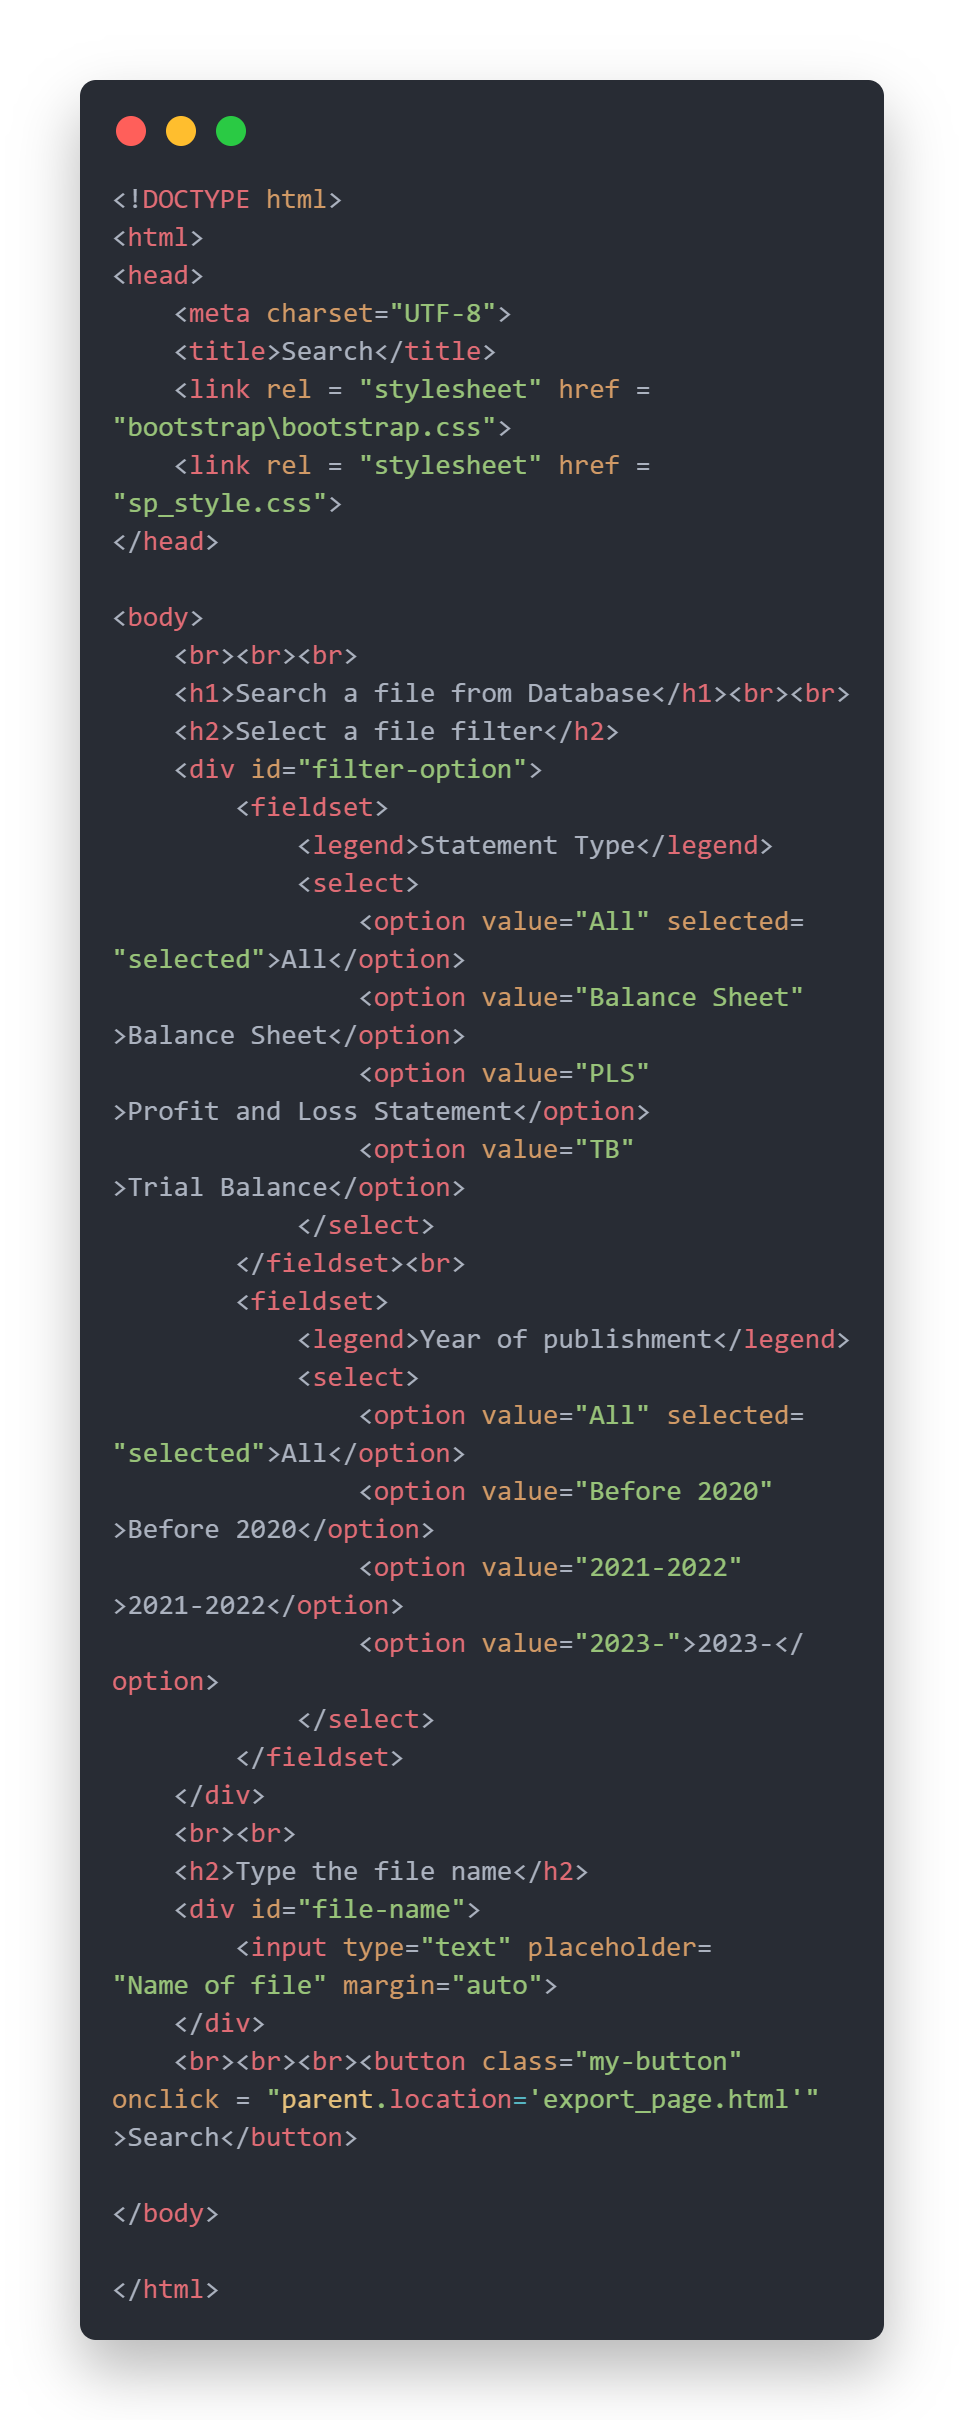 <!DOCTYPE html>
<html>
<head>
    <meta charset="UTF-8">
    <title>Search</title>
    <link rel = "stylesheet" href =
"bootstrap\bootstrap.css">
    <link rel = "stylesheet" href =
"sp_style.css">
</head>

<body>
    <br><br><br>
    <h1>Search a file from Database</h1><br><br>
    <h2>Select a file filter</h2>
    <div id="filter-option">
        <fieldset>
            <legend>Statement Type</legend>
            <select>
                <option value="All" selected=
"selected">All</option>
                <option value="Balance Sheet"
>Balance Sheet</option>
                <option value="PLS"
>Profit and Loss Statement</option>
                <option value="TB"
>Trial Balance</option>
            </select>
        </fieldset><br>
        <fieldset>
            <legend>Year of publishment</legend>
            <select>
                <option value="All" selected=
"selected">All</option>
                <option value="Before 2020"
>Before 2020</option>
                <option value="2021-2022"
>2021-2022</option>
                <option value="2023-">2023-</
option>
            </select>
        </fieldset>
    </div>
    <br><br>
    <h2>Type the file name</h2>
    <div id="file-name">
        <input type="text" placeholder=
"Name of file" margin="auto">
    </div>
    <br><br><br><button class="my-button"
onclick = "parent.location='export_page.html'"
>Search</button>

</body>

</html>